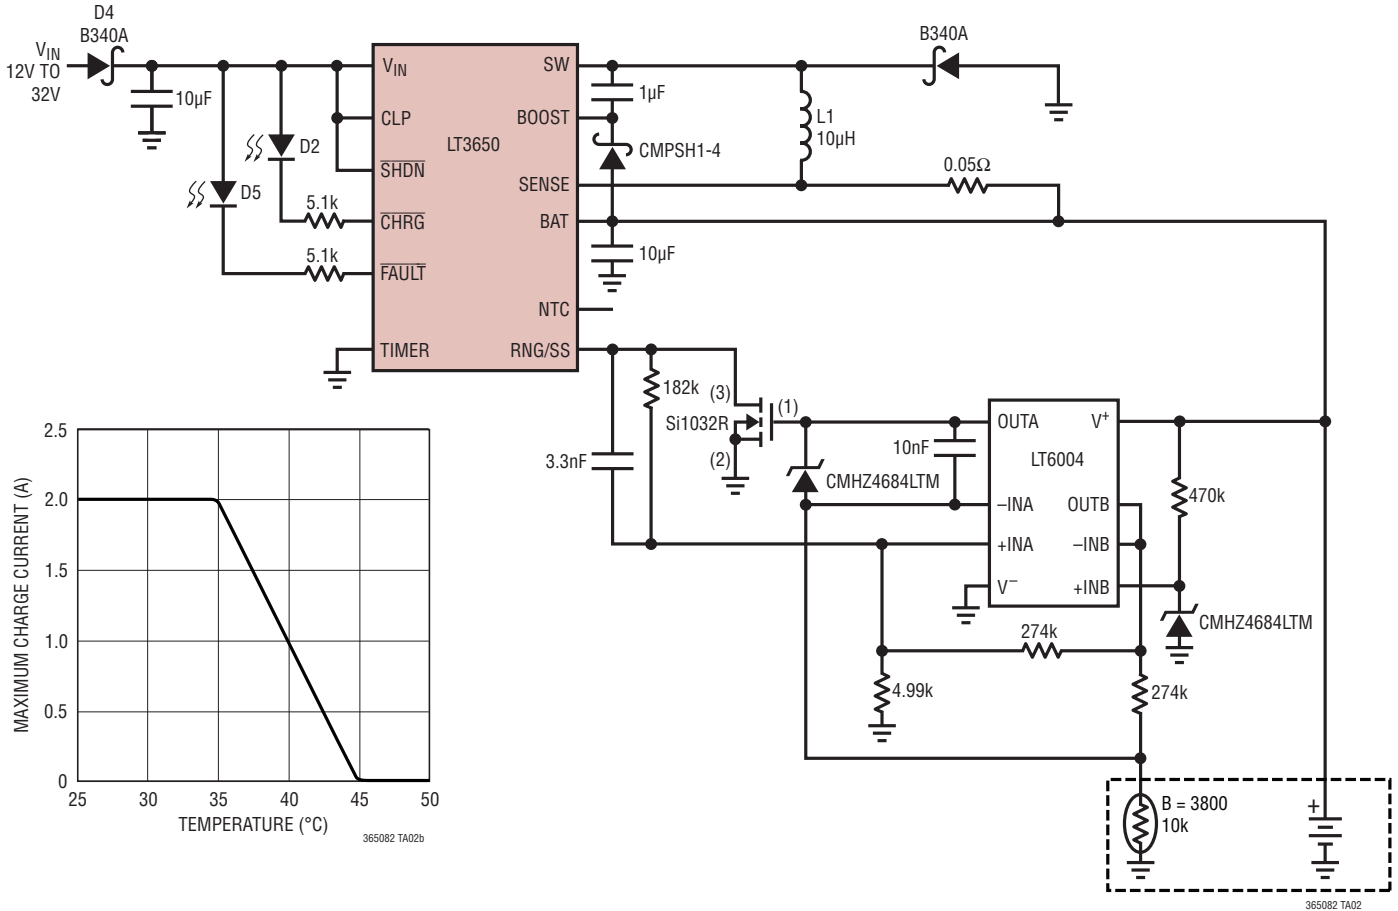 D4
B340A
V_IN
12V TO
32V
10µF
D2
D5
5.1k
5.1k
V_IN
CLP
SHDN
CHRG
FAULT
TIMER
LT3650
SW
BOOST
SENSE
BAT
NTC
RNG/SS
1µF
CMPSH1-4
10µF
B340A
L1
10µH
0.05Ω
182k
3.3nF
(3)
Si1032R
(2)
(1)
CMHZ4684LTM
10nF
OUTA
–INA
+INA
V–
LT6004
V+
OUTB
–INB
+INB
470k
CMHZ4684LTM
274k
4.99k
274k
B = 3800
10k
+
365082 TA02
MAXIMUM CHARGE CURRENT (A)
2.5
2.0
1.5
1.0
0.5
0
25 30 35 40 45 50
TEMPERATURE (°C)
365082 TA02b